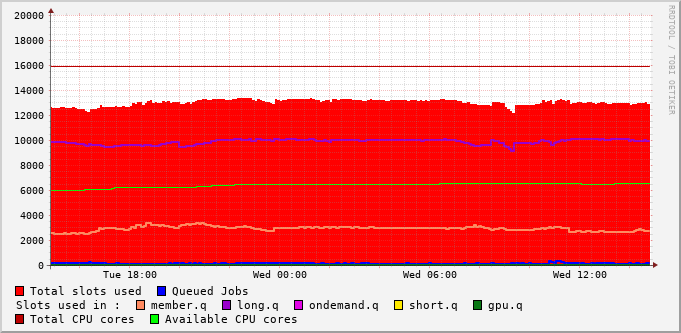 20000
18000
16000
14000
12000
10000
8000
6000
4000
2000
0
Tue 18:00 Wed 00:00 Wed 06:00 Wed 12:00
RRDTOOL / TOBI OETIKER
Total slots used Queued Jobs
Slots used in : member.q long.q ondemand.q short.q gpu.q
Total CPU cores Available CPU cores